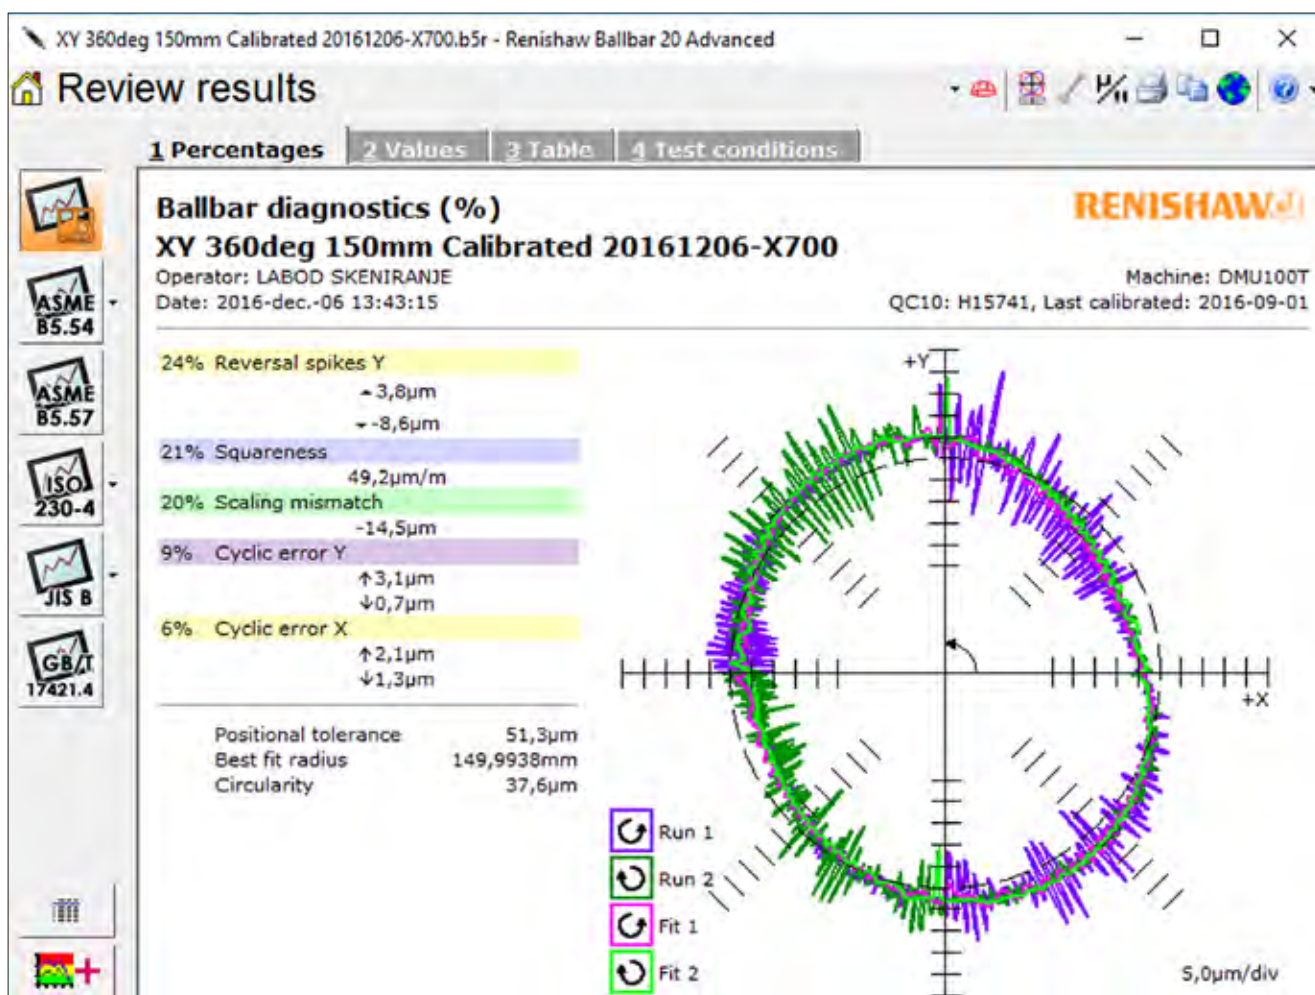 XY 360deg 150mm Calibrated 20161206-X700.b5r - Renishaw Ballbar 20 Advanced
Review results
1 Percentages 2 Values 3 Table 4 Test conditions
Ballbar diagnostics (%)
RENISHAW
XY 360deg 150mm Calibrated 20161206-X700
Operator: LABOD SKENIRANJE
Machine: DMU100T
Date: 2016-dec.-06 13:43:15
QC10: H15741, Last calibrated: 2016-09-01
ASME
B5.54
ASME
B5.57
ISO
230-4
JIS B
GB/T
17421.4
24% Reversal spikes Y
3,8µm
-8,6µm
21% Squareness
49,2µm/m
20% Scaling mismatch
-14,5µm
9% Cyclic error Y
↑3,1µm
↓0,7µm
6% Cyclic error X
↑2,1µm
↓1,3µm
Positional tolerance 51,3µm
Best fit radius 149,9938mm
Circularity 37,6µm
+Y
+X
Run 1
Run 2
Fit 1
Fit 2
5,0µm/div